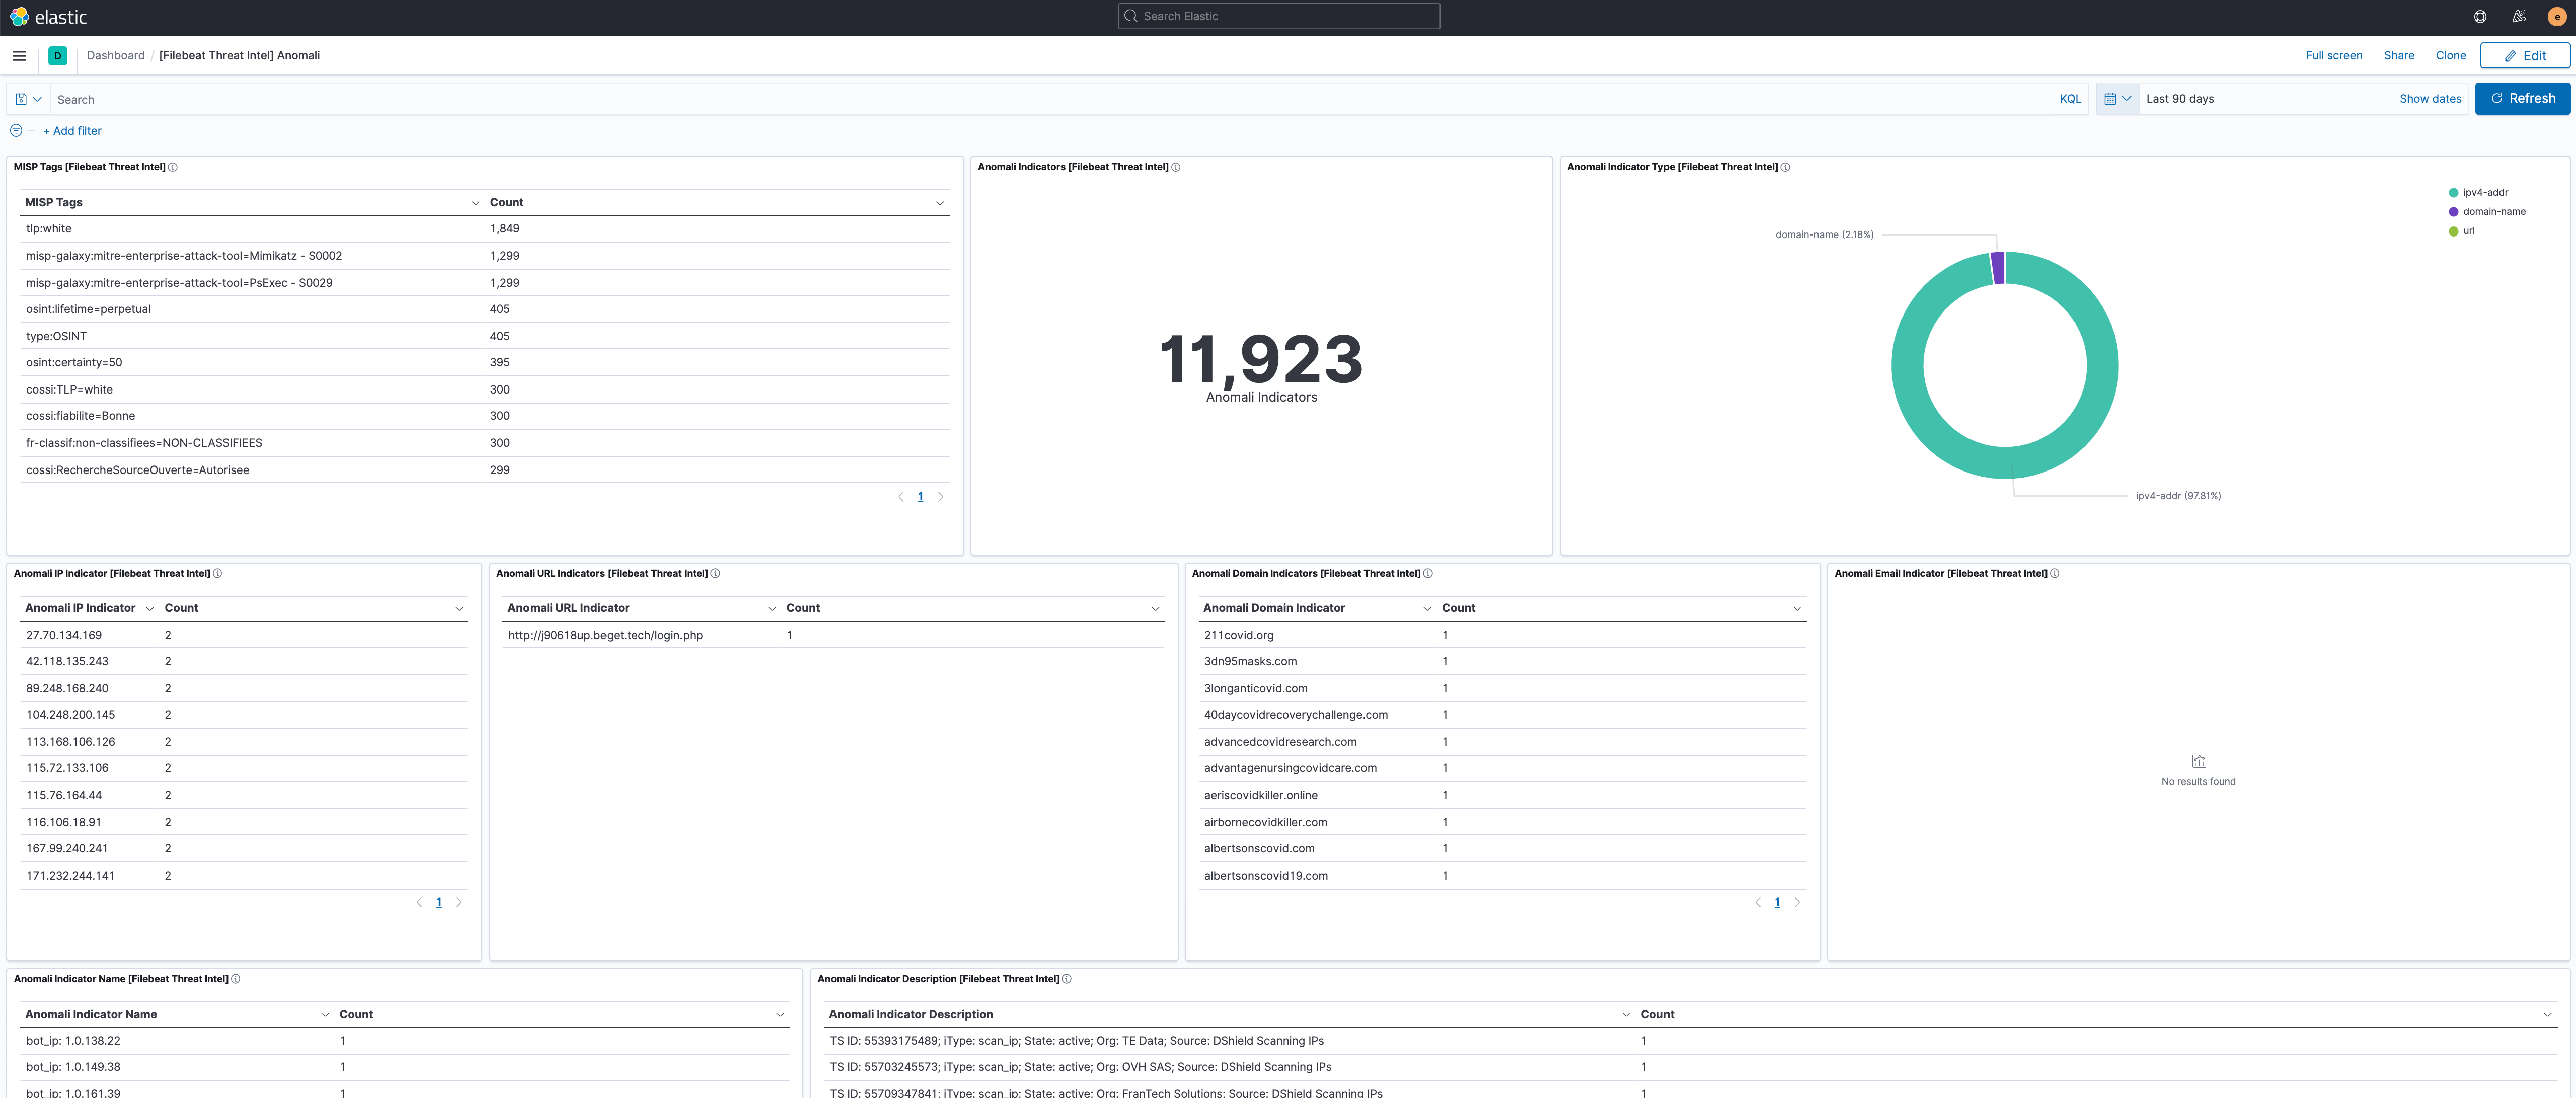 elastic
Search Elastic
e
D
Dashboard / [Filebeat Threat Intel] Anomali
Full screen
Share
Clone
Edit
Search
KQL
Last 90 days
Show dates
Refresh
+ Add filter
MISP Tags [Filebeat Threat Intel]
MISP Tags Count
tlp:white 1,849
misp-galaxy:mitre-enterprise-attack-tool=Mimikatz - S0002 1,299
misp-galaxy:mitre-enterprise-attack-tool=PsExec - S0029 1,299
osint:lifetime=perpetual 405
type:OSINT 405
osint:certainty=50 395
cossi:TLP=white 300
cossi:fiabilite=Bonne 300
fr-classif:non-classifiees=NON-CLASSIFIEES 300
cossi:RechercheSourceOuverte=Autorisee 299
1
Anomali Indicators [Filebeat Threat Intel]
11,923
Anomali Indicators
Anomali Indicator Type [Filebeat Threat Intel]
ipv4-addr
domain-name
url
domain-name (2.18%)
ipv4-addr (97.81%)
Anomali IP Indicator [Filebeat Threat Intel]
Anomali IP Indicator Count
27.70.134.169 2
42.118.135.243 2
89.248.168.240 2
104.248.200.145 2
113.168.106.126 2
115.72.133.106 2
115.76.164.44 2
116.106.18.91 2
167.99.240.241 2
171.232.244.141 2
1
Anomali URL Indicators [Filebeat Threat Intel]
Anomali URL Indicator Count
http://j90618up.beget.tech/login.php 1
Anomali Domain Indicators [Filebeat Threat Intel]
Anomali Domain Indicator Count
211covid.org 1
3dn95masks.com 1
3longanticovid.com 1
40daycovidrecoverychallenge.com 1
advancedcovidresearch.com 1
advantagenursingcovidcare.com 1
aeriscovidkiller.online 1
airbornecovidkiller.com 1
albertsonscovid.com 1
albertsonscovid19.com 1
1
Anomali Email Indicator [Filebeat Threat Intel]
No results found
Anomali Indicator Name [Filebeat Threat Intel]
Anomali Indicator Name Count
bot_ip: 1.0.138.22 1
bot_ip: 1.0.149.38 1
bot_ip: 1.0.161.39 1
Anomali Indicator Description [Filebeat Threat Intel]
Anomali Indicator Description Count
TS ID: 55393175489; iType: scan_ip; State: active; Org: TE Data; Source: DShield Scanning IPs 1
TS ID: 55703245573; iType: scan_ip; State: active; Org: OVH SAS; Source: DShield Scanning IPs 1
TS ID: 55709347841; iType: scan_ip; State: active; Org: FranTech Solutions; Source: DShield Scanning IPs 1